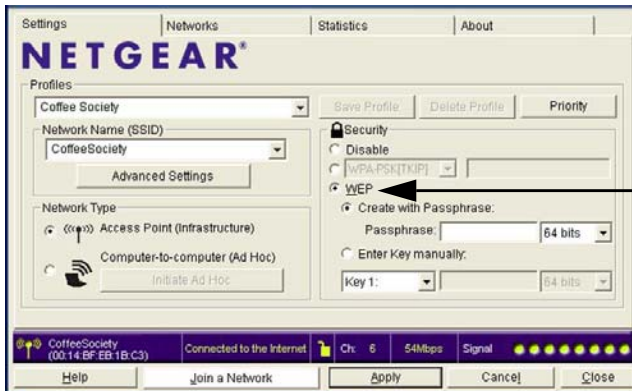 Settings Networks Statistics About
NETGEAR®
Profiles
Coffee Society Save Profile Delete Profile Priority
Network Name (SSID)
CoffeeSociety
Advanced Settings
Security
Disable
WPA-PSK[TKIP]
WEP
Create with Passphrase:
Passphrase: 64 bits
Enter Key manually:
Key 1: 64 bits
Network Type
Access Point (Infrastructure)
Computer-to-computer (Ad Hoc)
Initiate Ad Hoc
CoffeeSociety
(00:14:BF:EB:1B:C3) Connected to the Internet Ch: 6 54Mbps Signal
Help Join a Network Apply Cancel Close